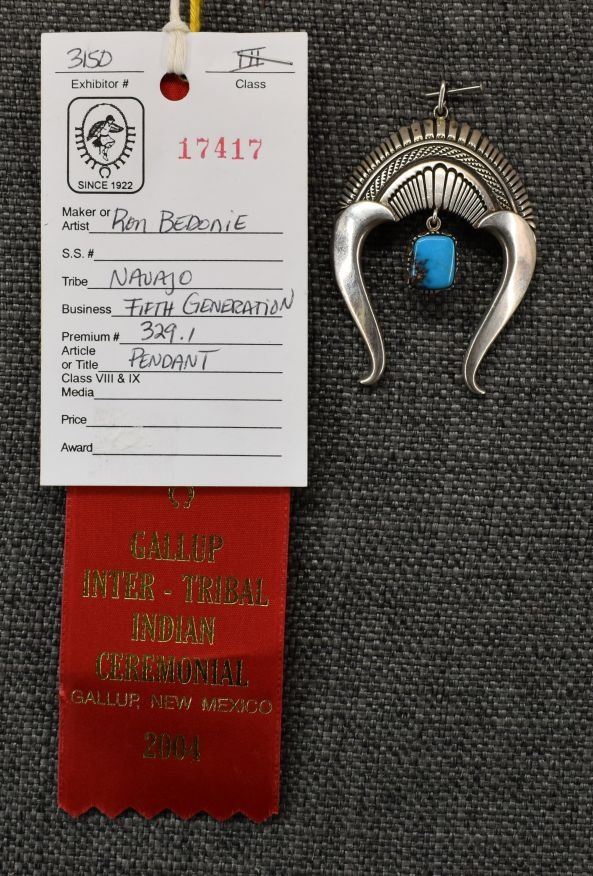 3150 VII
Exhibitor # Class
17417
SINCE 1922
Maker or
Artist Ron Bedonie
S.S. #
Tribe Navajo
Business Fifth Generation
Premium # 329.1
Article
or Title Pendant
Class VIII & IX
Media
Price
Award
GALLUP
INTER - TRIBAL
INDIAN
CEREMONIAL
GALLUP, NEW MEXICO
2004